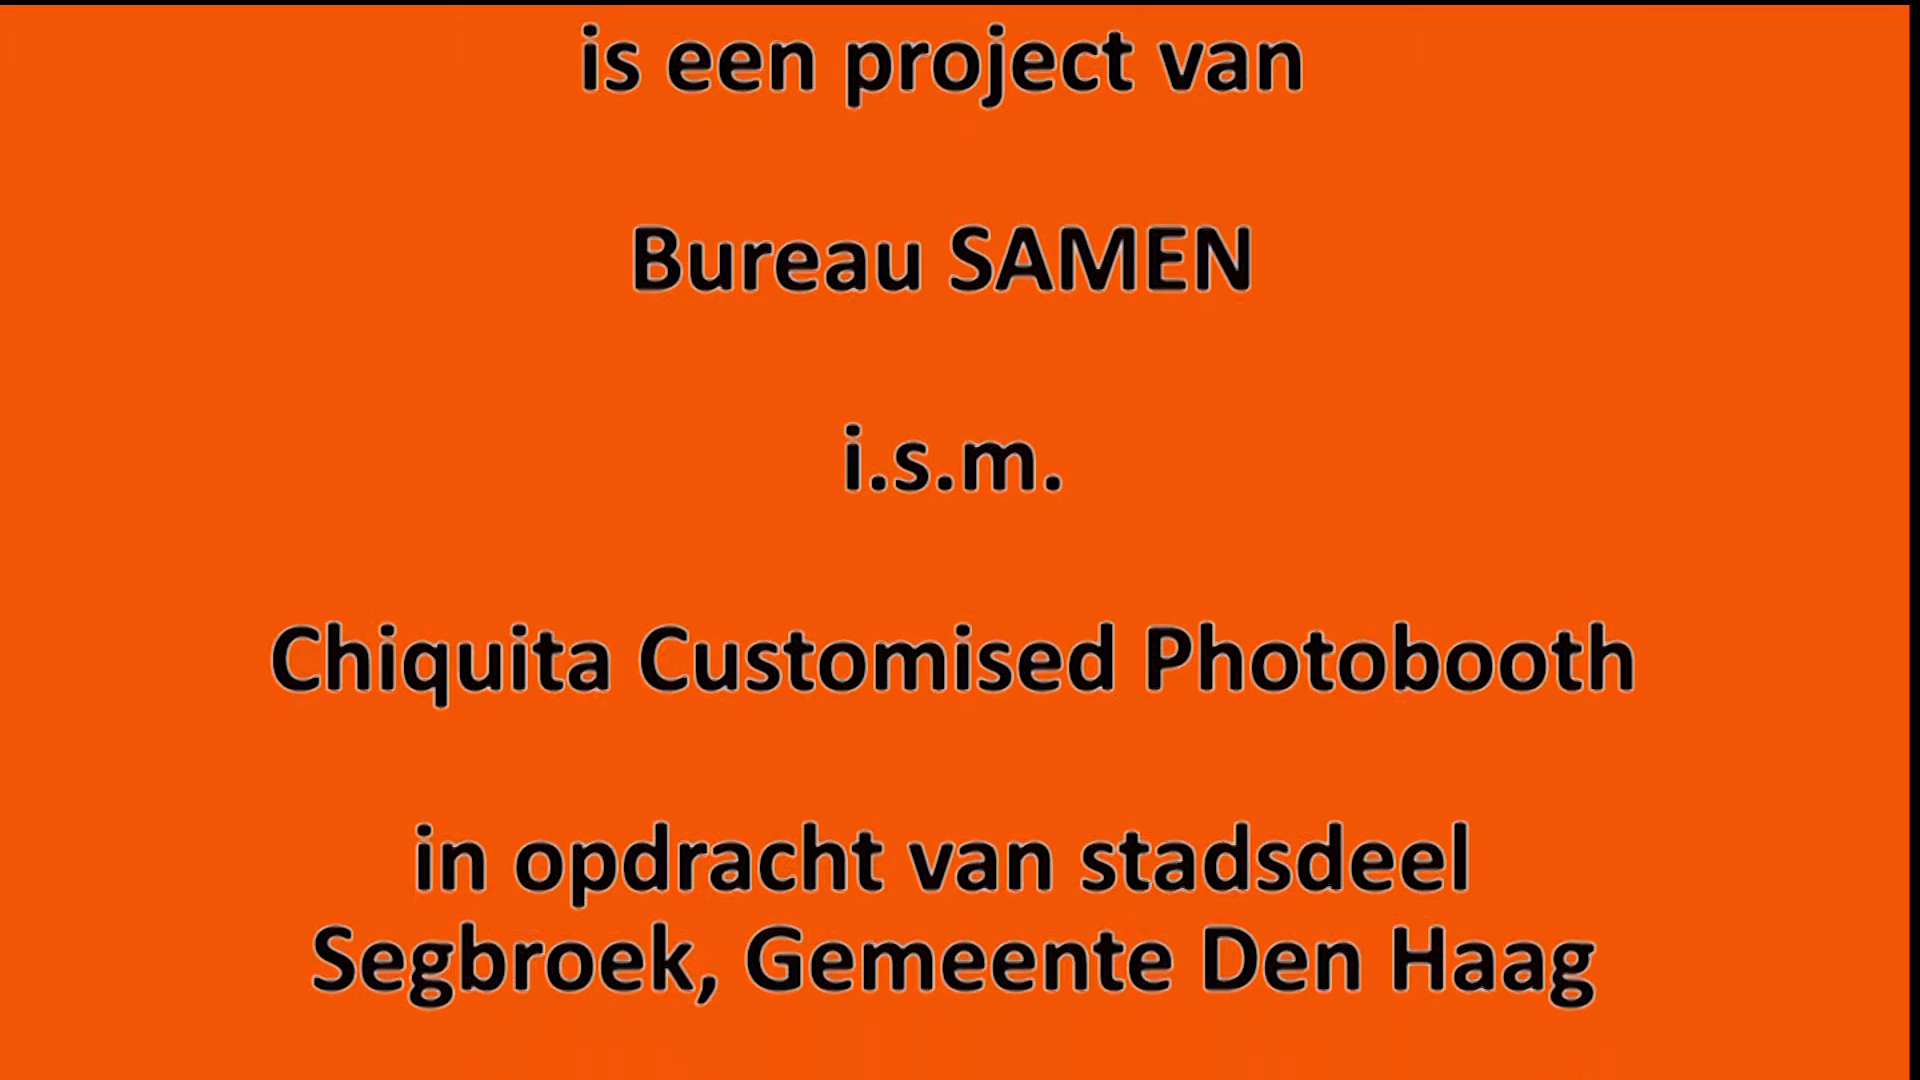 is een project van
Bureau SAMEN
i.s.m.
Chiquita Customised Photobooth
in opdracht van stadsdeel
Segbroek, Gemeente Den Haag